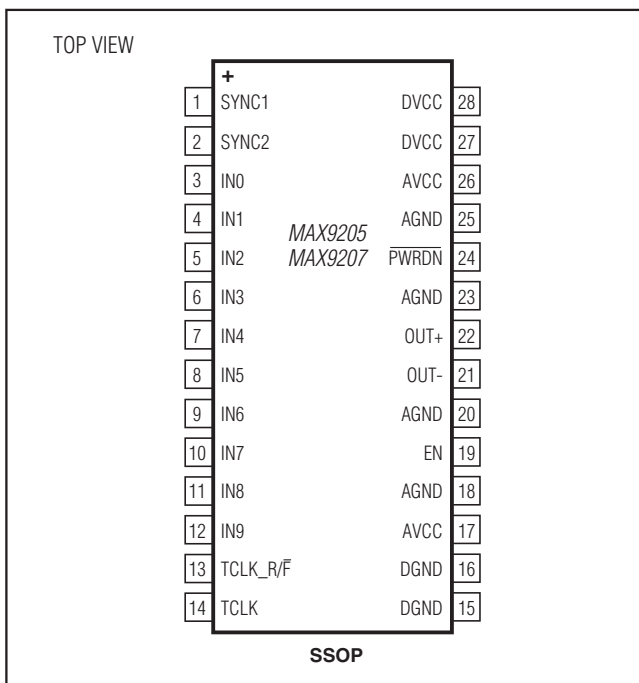 TOP VIEW
+
1 SYNC1 DVCC 28
2 SYNC2 DVCC 27
3 IN0 AVCC 26
4 IN1 AGND 25
MAX9205
5 IN2 MAX9207 P̅W̅R̅D̅N̅ 24
6 IN3 AGND 23
7 IN4 OUT+ 22
8 IN5 OUT- 21
9 IN6 AGND 20
10 IN7 EN 19
11 IN8 AGND 18
12 IN9 AVCC 17
13 TCLK_R/F̅ DGND 16
14 TCLK DGND 15
SSOP